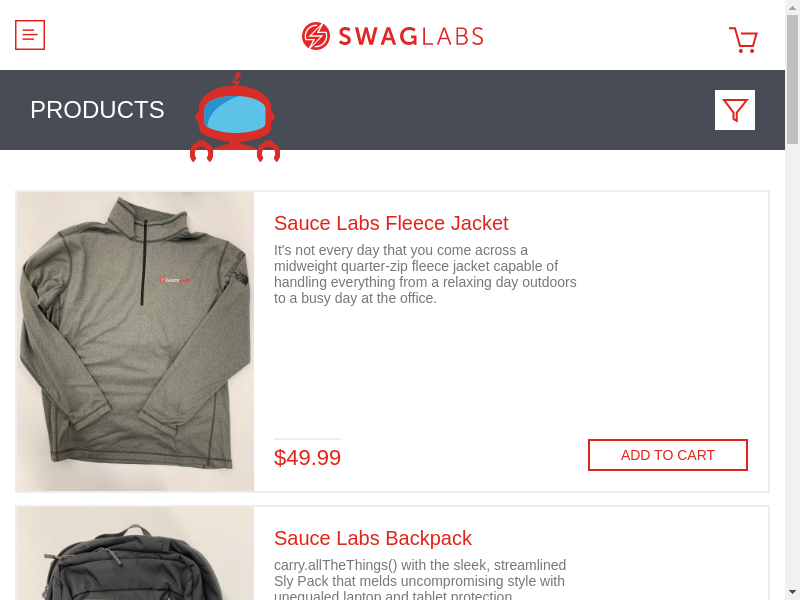 SWAGLABS
PRODUCTS
Sauce Labs Fleece Jacket
It's not every day that you come across a
midweight quarter-zip fleece jacket capable of
handling everything from a relaxing day outdoors
to a busy day at the office.
$49.99
ADD TO CART
Sauce Labs Backpack
carry.allTheThings() with the sleek, streamlined
Sly Pack that melds uncompromising style with
unequaled laptop and tablet protection.